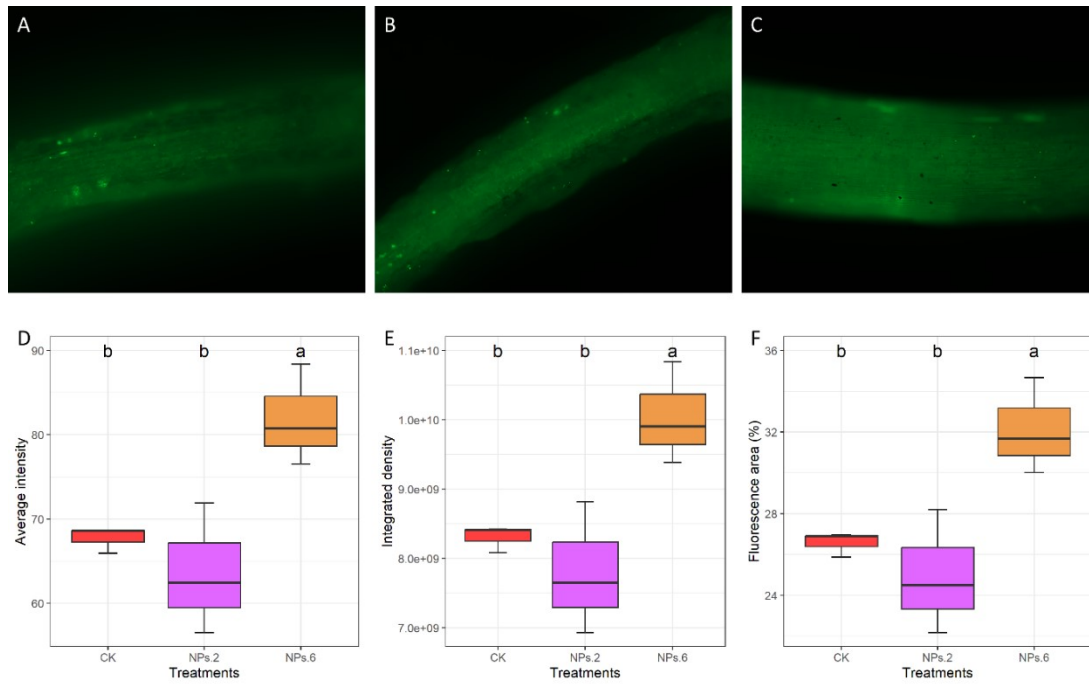 A
B
C
D
90
80
70
60
Average intensity
b
b
a
CK
NPs.2
NPs.6
Treatments
E
1.1e+10
1.0e+10
9.0e+09
8.0e+09
7.0e+09
Integrated density
b
b
a
CK
NPs.2
NPs.6
Treatments
F
36
32
28
24
Fluorescence area (%)
b
b
a
CK
NPs.2
NPs.6
Treatments